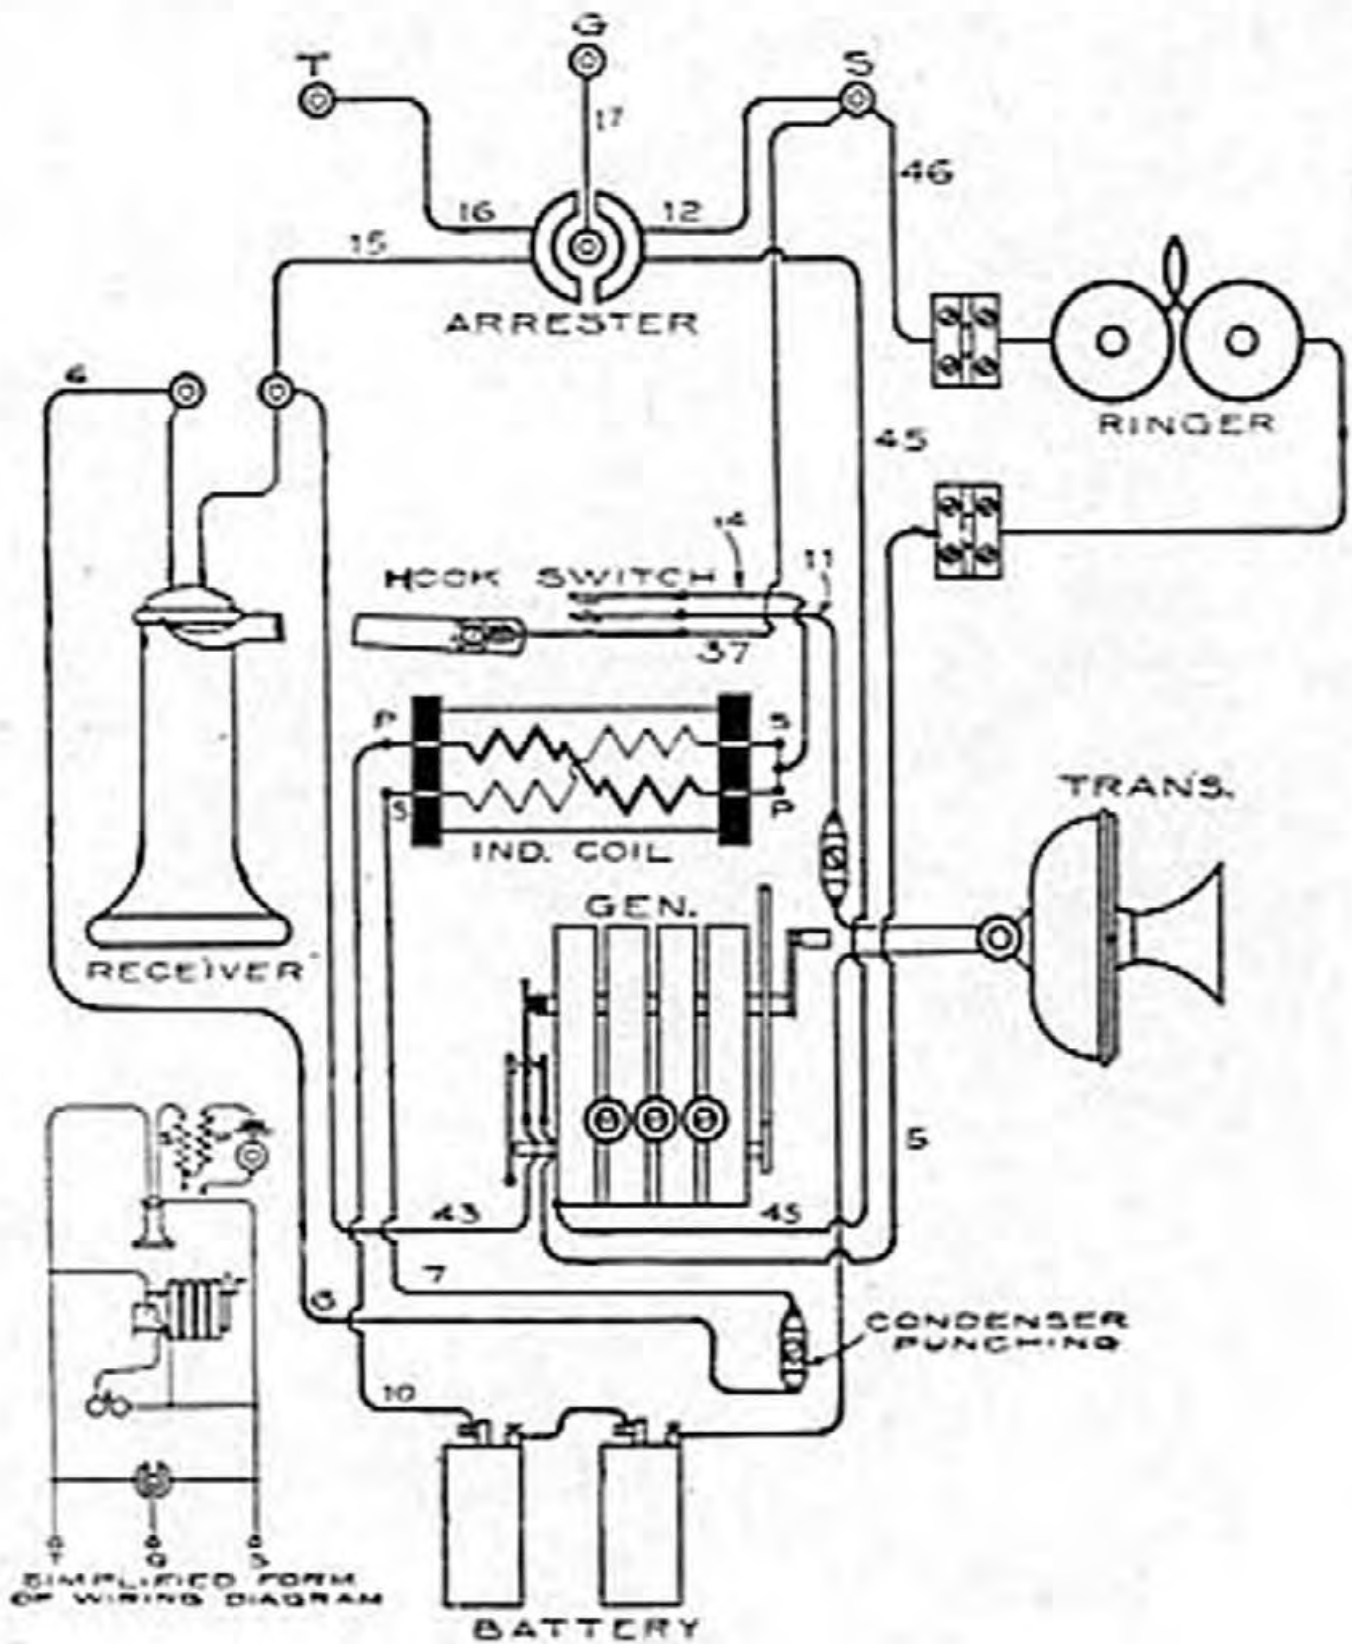 G
T
S
17
46
16
12
15
ARRESTER
6
RINGER
45
14
HOOK SWITCH
11
37
P
S
TRANS.
S
P
IND. COIL
GEN.
RECEIVER
5
43
45
7
6
CONDENSER
PUNCHING
10
T G S
SIMPLIFIED FORM
OF WIRING DIAGRAM
BATTERY